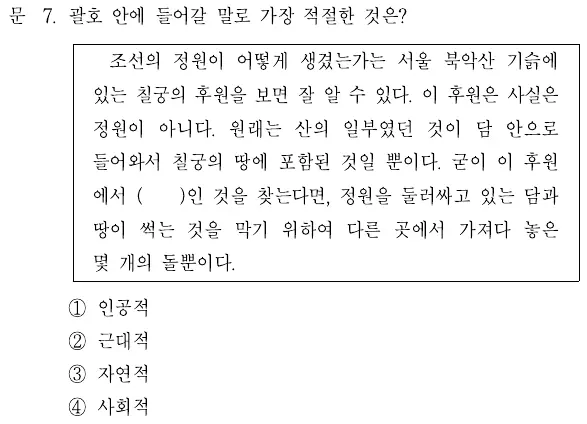 문 7. 괄호 안에 들어갈 말로 가장 적절한 것은?
조선의 정원이 어떻게 생겼는가는 서울 북악산 기슭에
있는 칠궁의 후원을 보면 잘 알 수 있다. 이 후원은 사실은
정원이 아니다. 원래는 산의 일부였던 것이 담 안으로
들어와서 칠궁의 땅에 포함된 것일 뿐이다. 굳이 이 후원
에서 (    )인 것을 찾는다면, 정원을 둘러싸고 있는 담과
땅이 썩는 것을 막기 위하여 다른 곳에서 가져다 놓은
몇 개의 돌뿐이다.
① 인공적
② 근대적
③ 자연적
④ 사회적